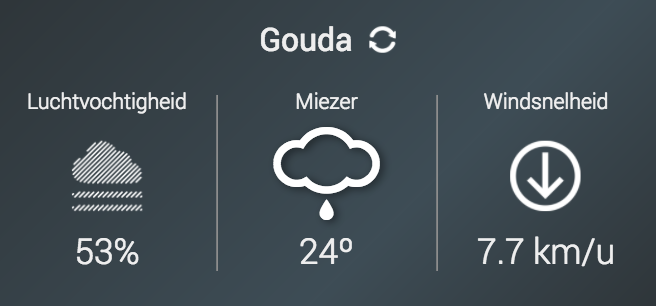 Gouda
Luchtvochtigheid
Miezer
Windsnelheid
53%
24º
7.7 km/u